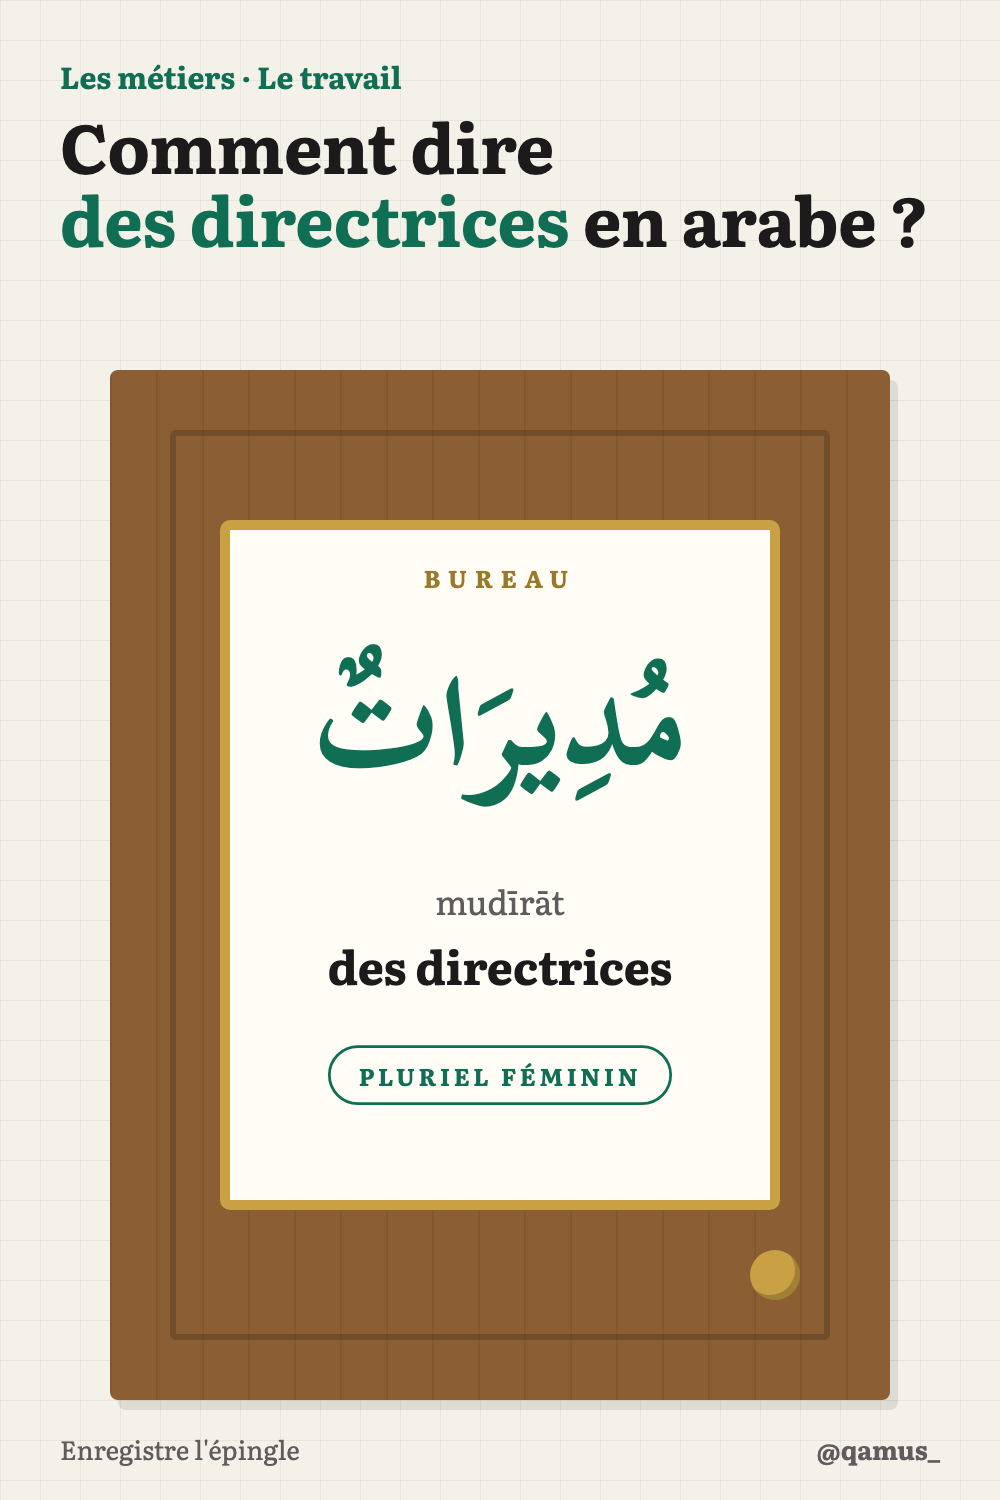 Les métiers · Le travail
Comment dire
des directrices en arabe ?
BUREAU
مُدِيرَاتٌ
mudīrāt
des directrices
PLURIEL FÉMININ
Enregistre l'épingle
@qamus_